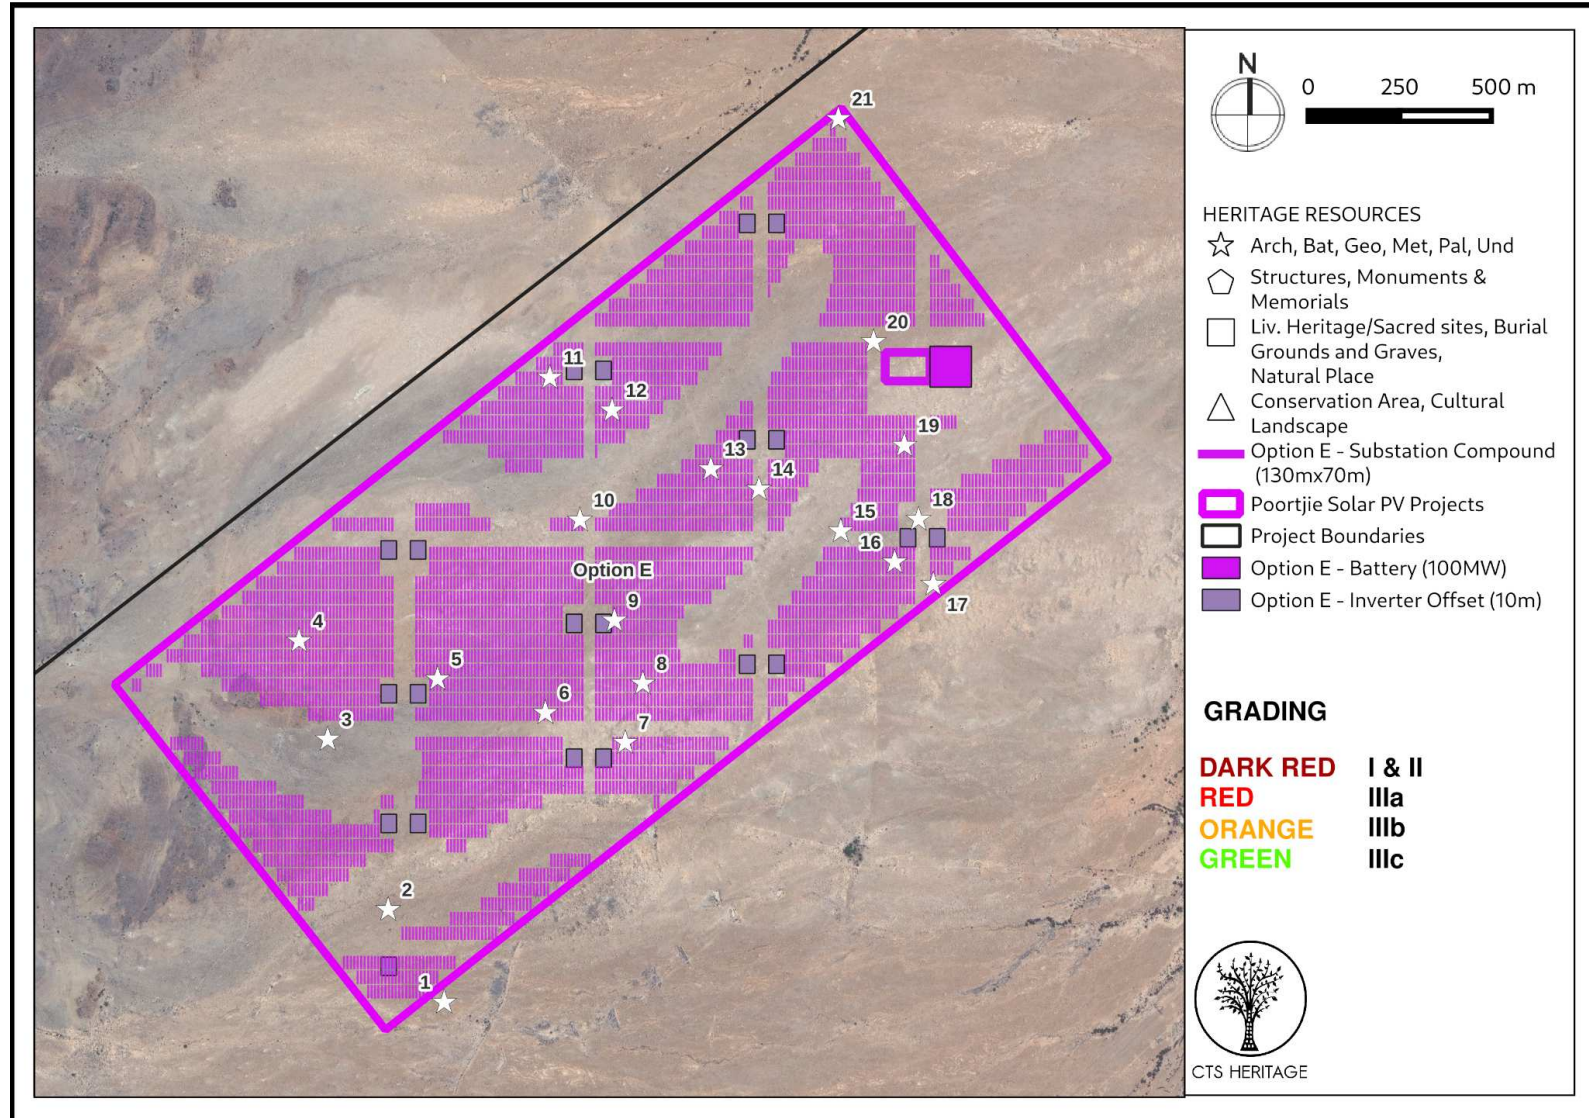 N
0 250 500 m
HERITAGE RESOURCES
Arch, Bat, Geo, Met, Pal, Und
Structures, Monuments &
Memorials
Liv. Heritage/Sacred sites, Burial
Grounds and Graves,
Natural Place
Conservation Area, Cultural
Landscape
Option E - Substation Compound
(130mx70m)
Poortjie Solar PV Projects
Project Boundaries
Option E - Battery (100MW)
Option E - Inverter Offset (10m)
GRADING
DARK RED I & II
RED IIIa
ORANGE IIIb
GREEN IIIc
CTS HERITAGE
21
20
11
12
19
13
14
10
18
15
16
Option E
17
9
4
5
8
6
3
7
2
1